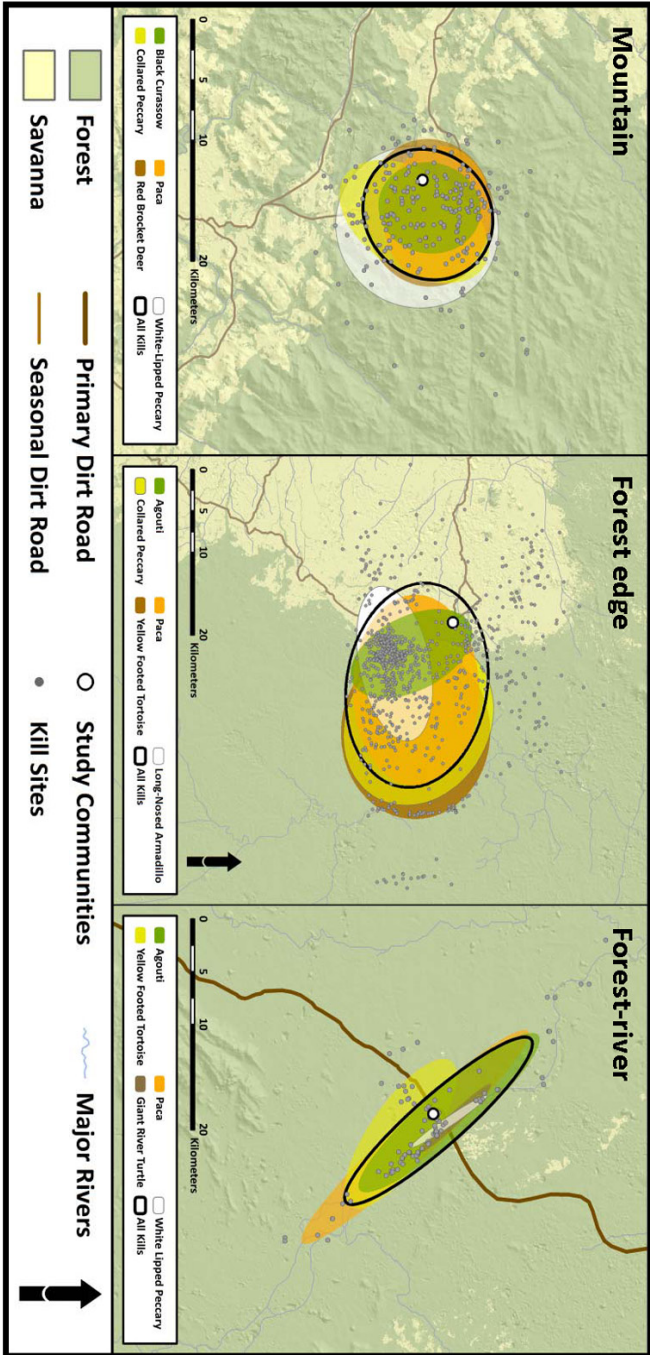 Mountain
0 5 10 20
Kilometers
Black Curassow
Paca
White-Lipped Peccary
Collared Peccary
Red Brocket Deer
All Kills
Forest edge
0 5 10 20
Kilometers
Agouti
Paca
Long-Nosed Armadillo
Collared Peccary
Yellow Footed Tortoise
All Kills
Forest-river
0 5 10 20
Kilometers
Agouti
Paca
White Lipped Peccary
Yellow Footed Tortoise
Giant River Turtle
All Kills
Forest
Primary Dirt Road
Study Communities
Major Rivers
Savanna
Seasonal Dirt Road
Kill Sites